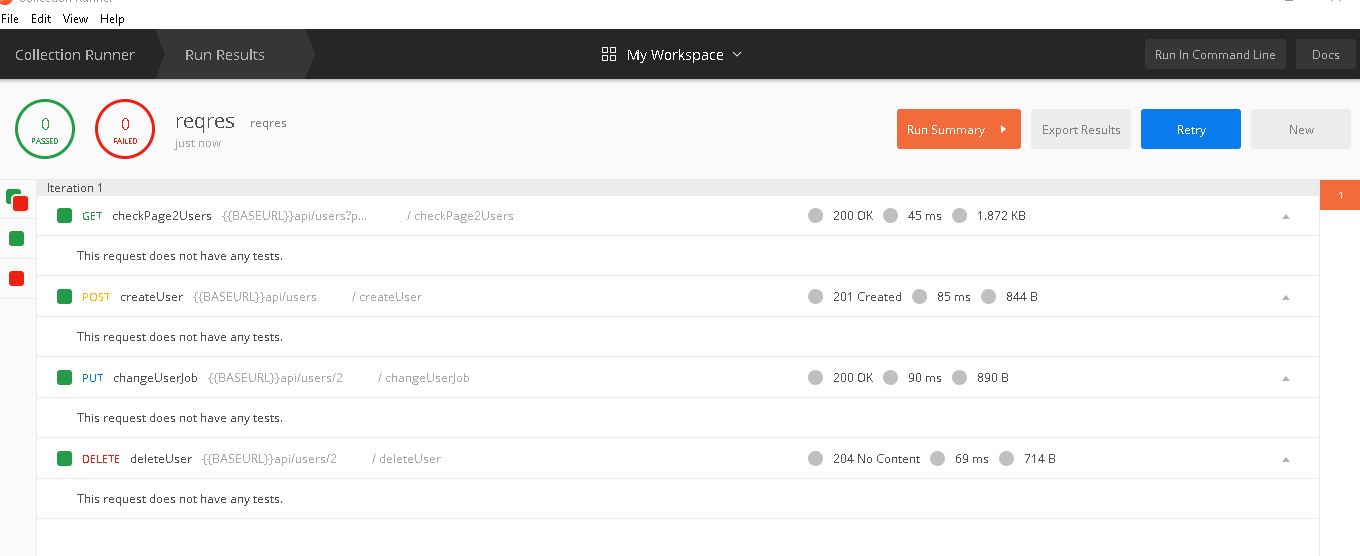 Collection Runner
File Edit View Help
Collection Runner Run Results My Workspace Run In Command Line Docs
0 PASSED 0 FAILED reqres reqres just now Run Summary Export Results Retry New
Iteration 1 1
GET checkPage2Users {{BASEURL}}api/users?p... / checkPage2Users 200 OK 45 ms 1.872 KB
This request does not have any tests.
POST createUser {{BASEURL}}api/users / createUser 201 Created 85 ms 844 B
This request does not have any tests.
PUT changeUserJob {{BASEURL}}api/users/2 / changeUserJob 200 OK 90 ms 890 B
This request does not have any tests.
DELETE deleteUser {{BASEURL}}api/users/2 / deleteUser 204 No Content 69 ms 714 B
This request does not have any tests.